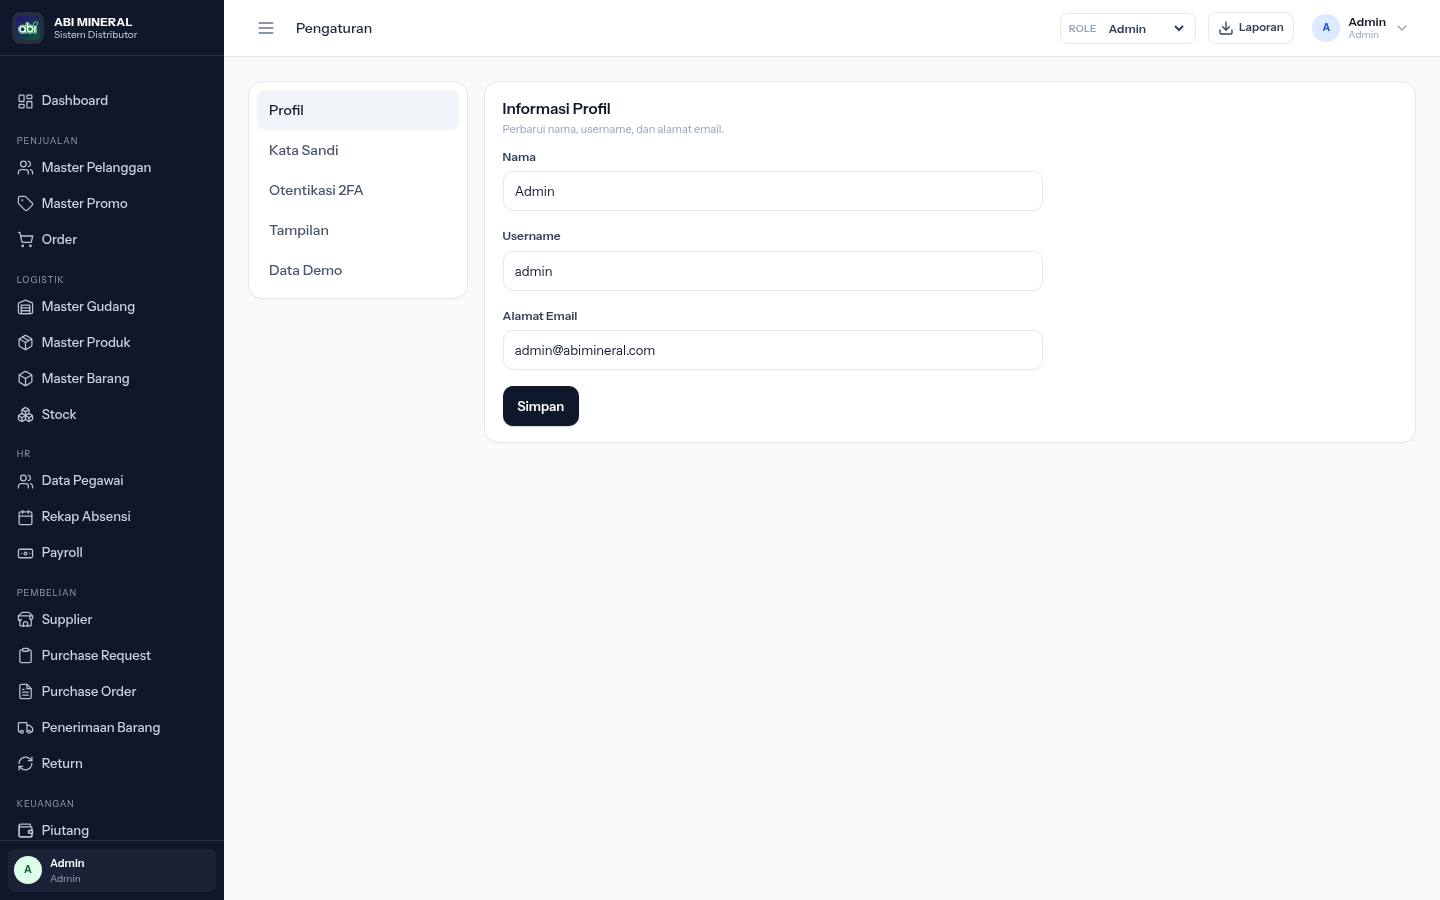 abi
ABI MINERAL
Sistem Distributor
Dashboard
PENJUALAN
Master Pelanggan
Master Promo
Order
LOGISTIK
Master Gudang
Master Produk
Master Barang
Stock
HR
Data Pegawai
Rekap Absensi
Payroll
PEMBELIAN
Supplier
Purchase Request
Purchase Order
Penerimaan Barang
Return
KEUANGAN
Piutang
A
Admin
Admin
Pengaturan
ROLE Admin
Laporan
A
Admin
Admin
Profil
Kata Sandi
Otentikasi 2FA
Tampilan
Data Demo
Informasi Profil
Perbarui nama, username, dan alamat email.
Nama
Admin
Username
admin
Alamat Email
admin@abimineral.com
Simpan